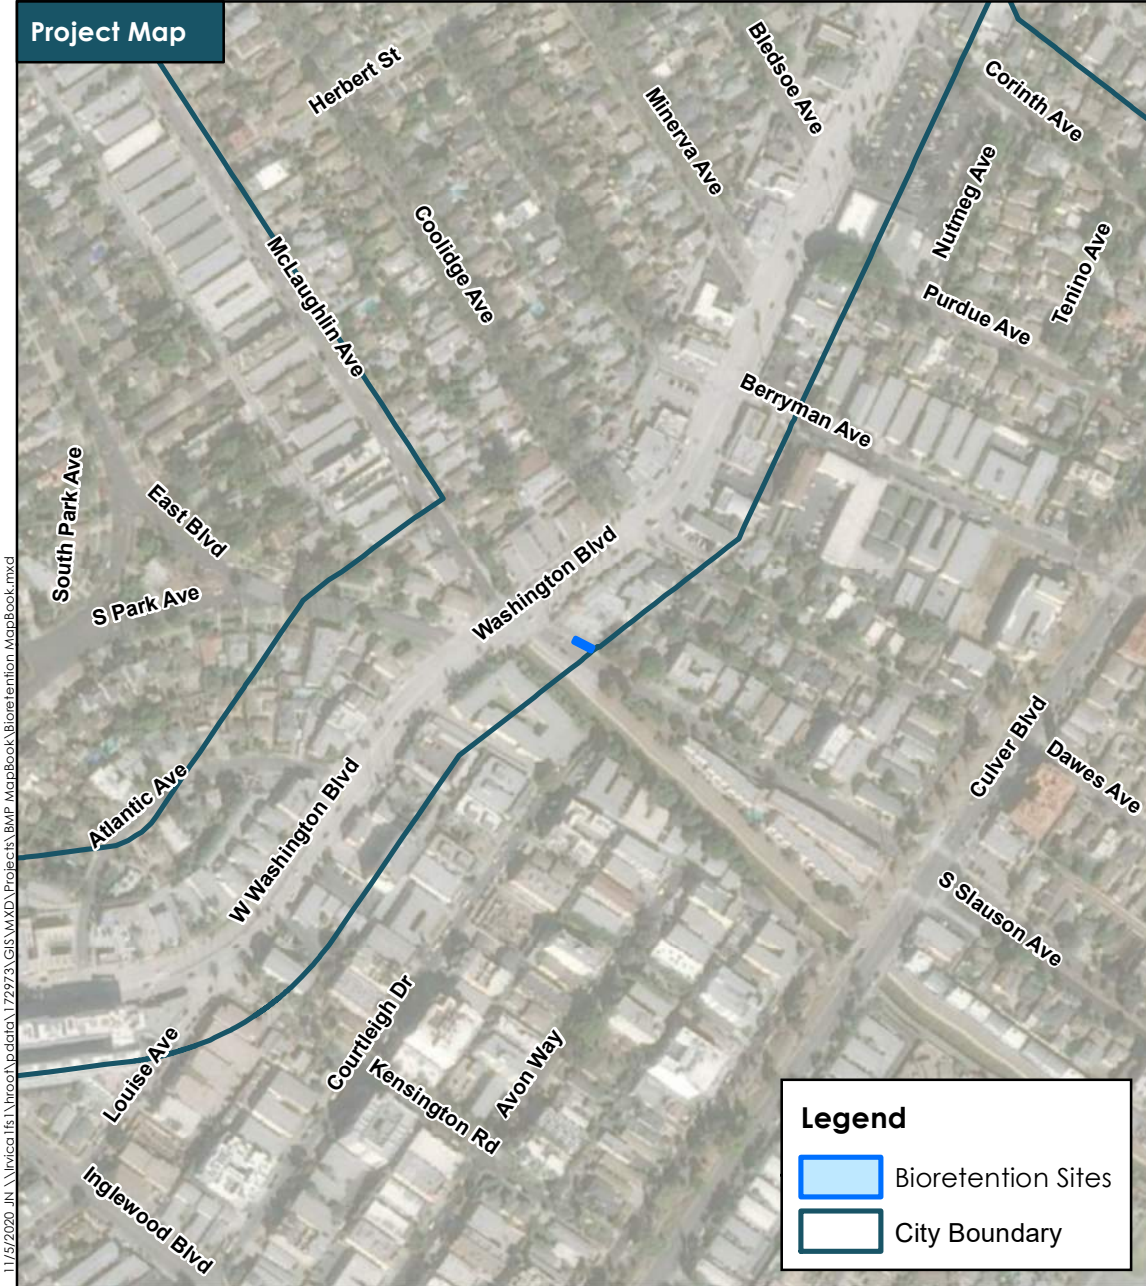 Project Map
Herbert St
Bledsoe Ave
Minerva Ave
Corinth Ave
Nutmeg Ave
Coolidge Ave
Tenino Ave
McLaughlin Ave
Purdue Ave
Berryman Ave
South Park Ave
East Blvd
S Park Ave
Washington Blvd
Culver Blvd
Dawes Ave
Atlantic Ave
W Washington Blvd
S Slauson Ave
Courtleigh Dr
Louise Ave
Avon Way
Kensington Rd
Inglewood Blvd
Legend
Bioretention Sites
City Boundary
11/5/2020 JN \\Irvica1fs1\hroot\pdata\172973\GIS\MXD\Projects\BMP MapBook\Bioretention MapBook.mxd